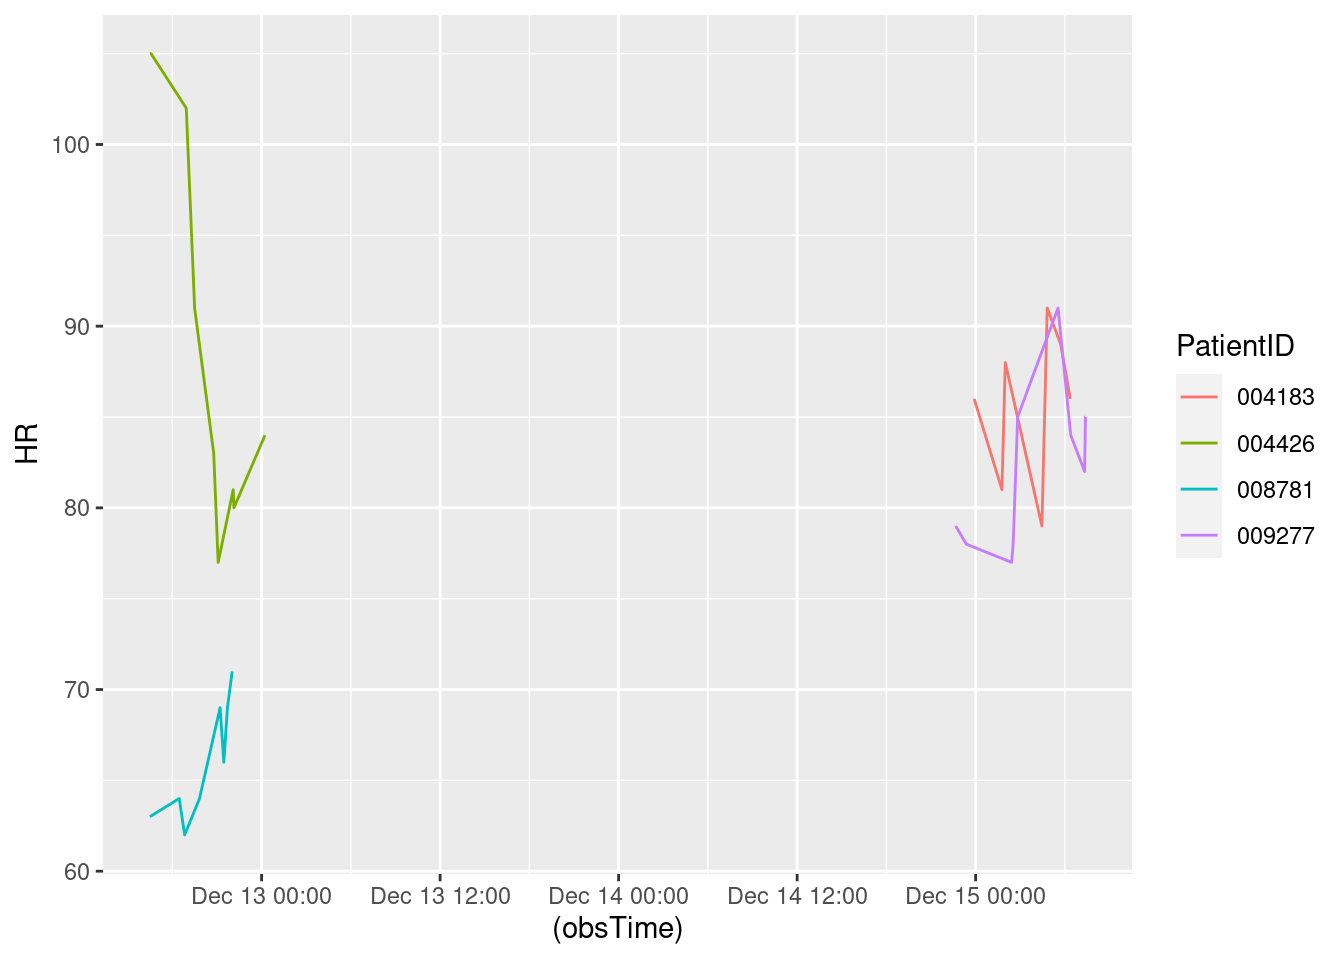 HR
100
90
80
70
60
Dec 13 00:00
Dec 13 12:00
Dec 14 00:00
Dec 14 12:00
Dec 15 00:00
(obsTime)
PatientID
004183
004426
008781
009277